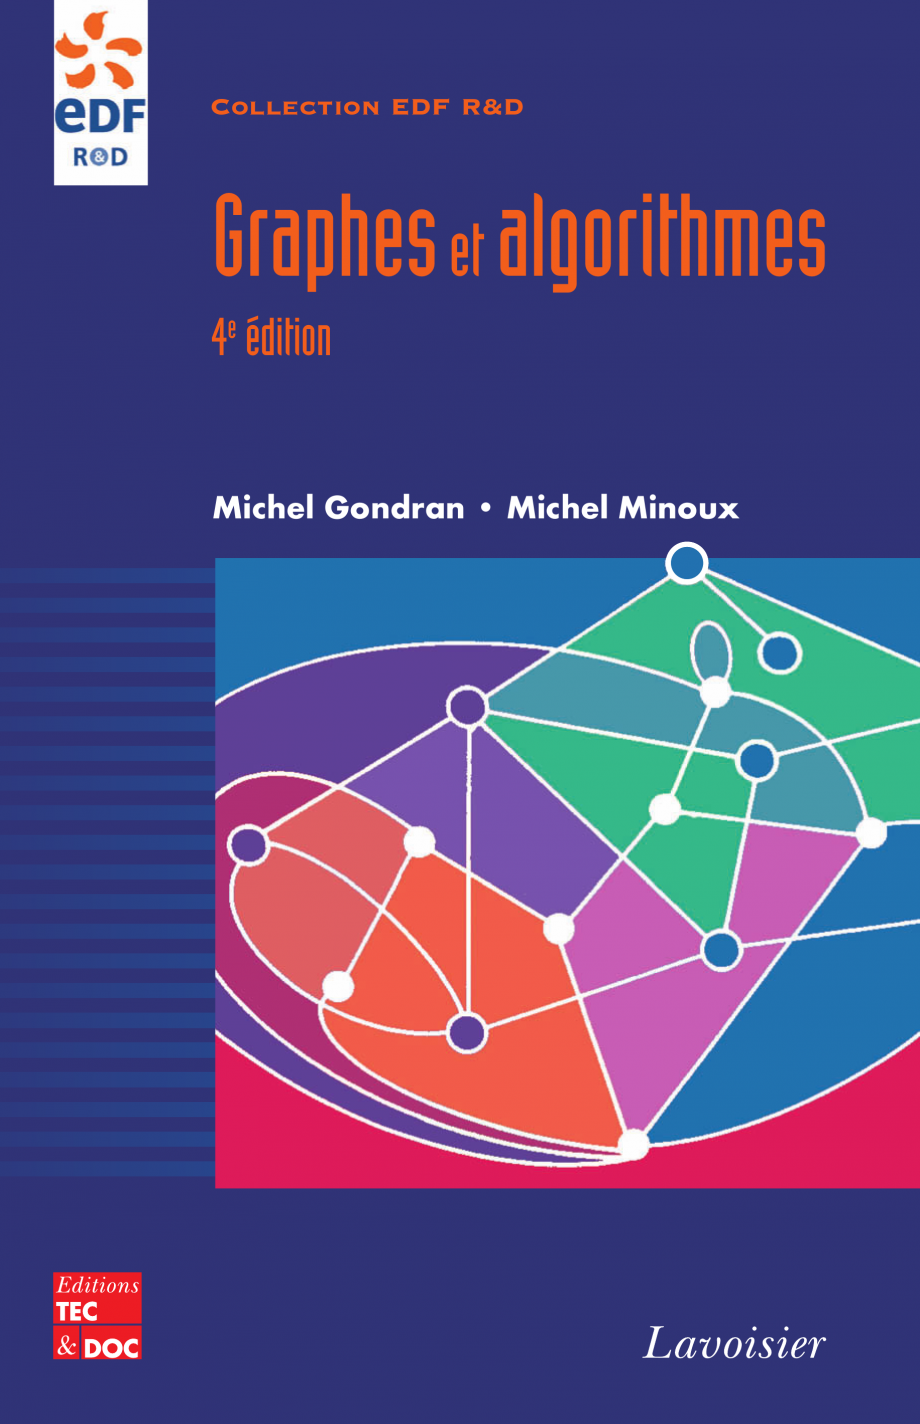 eDF
R&D
COLLECTION EDF R&D
Graphes et algorithmes
4e édition
Michel Gondran • Michel Minoux
Editions
TEC
& DOC
Lavoisier